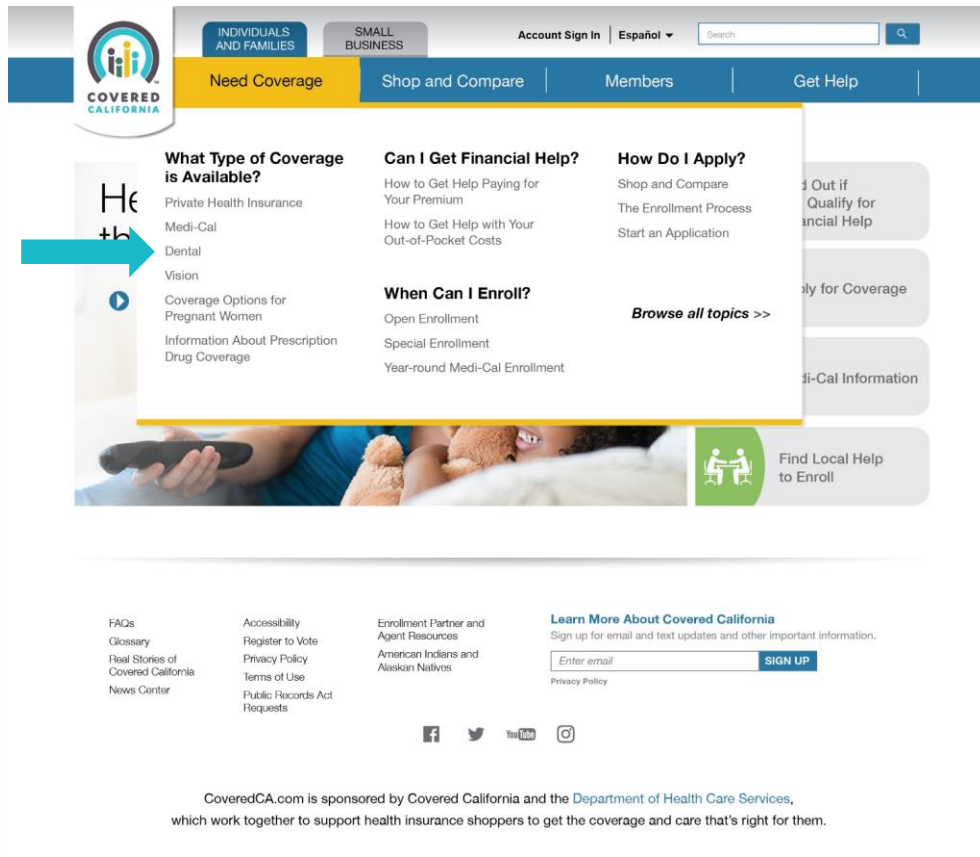 INDIVIDUALS
AND FAMILIES
SMALL
BUSINESS
Account Sign In
Español
Search
COVERED
CALIFORNIA
Need Coverage
Shop and Compare
Members
Get Help
What Type of Coverage
is Available?
Private Health Insurance
Medi-Cal
Dental
Vision
Coverage Options for
Pregnant Women
Information About Prescription
Drug Coverage
Can I Get Financial Help?
How to Get Help Paying for
Your Premium
How to Get Help with Your
Out-of-Pocket Costs
When Can I Enroll?
Open Enrollment
Special Enrollment
Year-round Medi-Cal Enrollment
How Do I Apply?
Shop and Compare
The Enrollment Process
Start an Application
Browse all topics >>
Out if
Qualify for
Help
for Coverage
Information
Find Local Help
to Enroll
FAQs
Glossary
Real Stories of
Covered California
News Center
Accessibility
Register to Vote
Privacy Policy
Terms of Use
Public Records Act
Requests
Enrollment Partner and
Agent Resources
American Indians and
Alaskan Natives
Learn More About Covered California
Sign up for email and text updates and other important information.
Enter email
SIGN UP
Privacy Policy
You Tube
CoveredCA.com is sponsored by Covered California and the Department of Health Care Services,
which work together to support health insurance shoppers to get the coverage and care that's right for them.